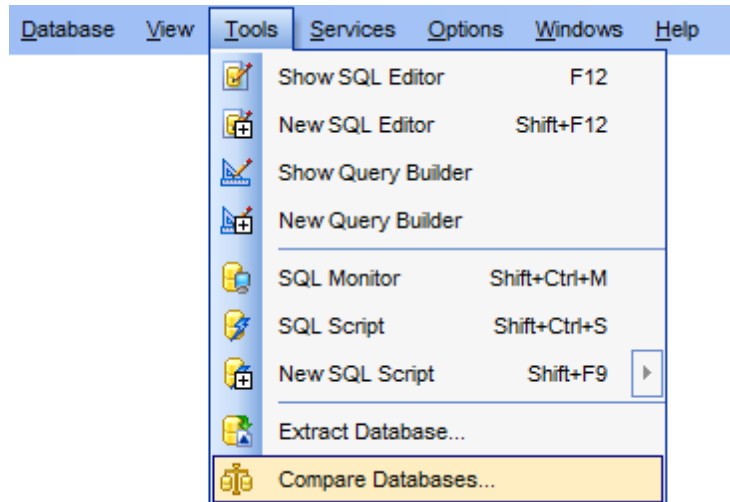 Database View Tools Services Options Windows Help
Show SQL Editor F12
New SQL Editor Shift+F12
Show Query Builder
New Query Builder
SQL Monitor Shift+Ctrl+M
SQL Script Shift+Ctrl+S
New SQL Script Shift+F9
Extract Database...
Compare Databases...